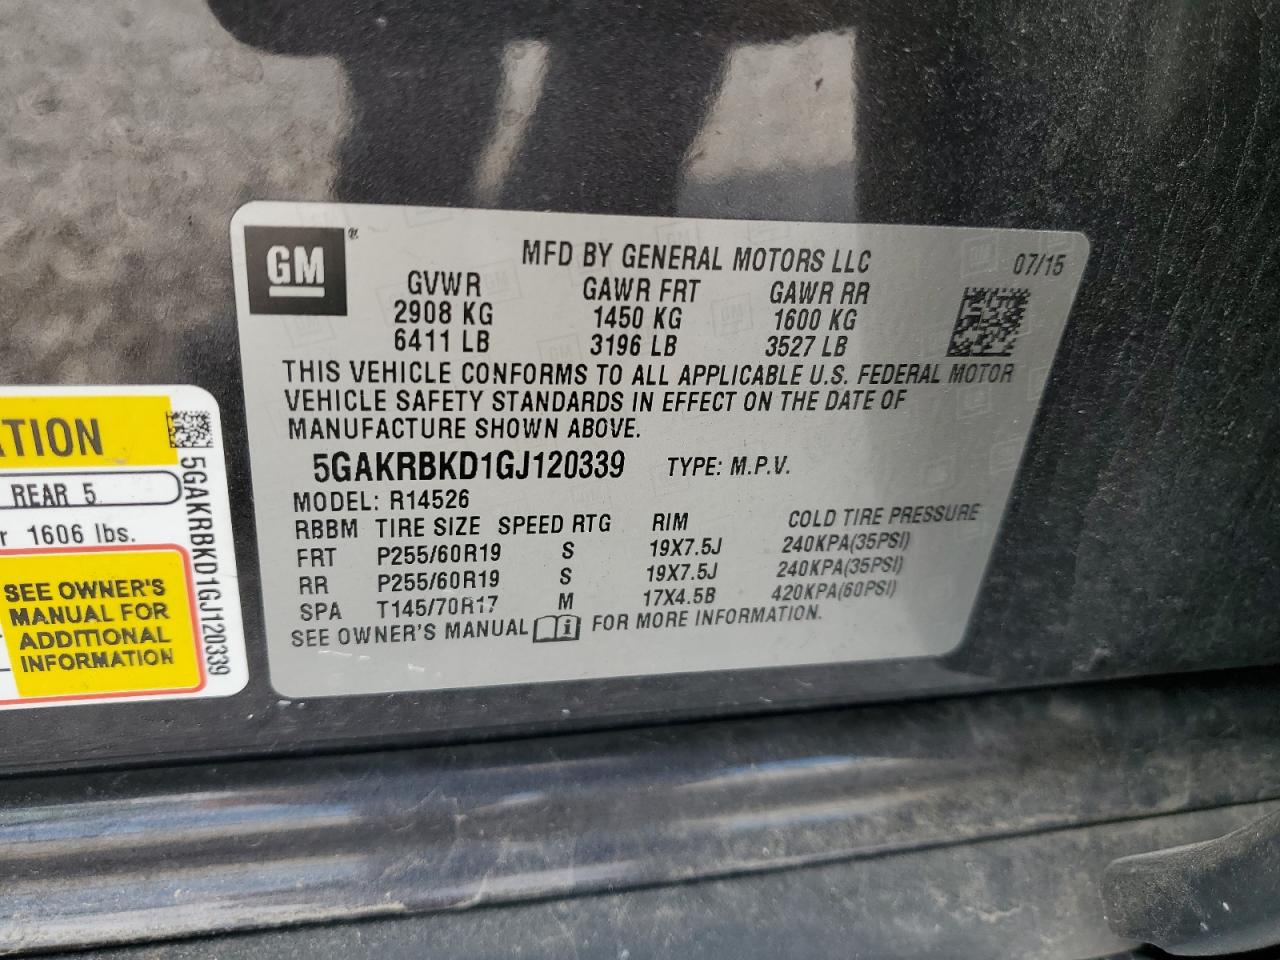 GM ®
MFD BY GENERAL MOTORS LLC
07/15
GVWR GAWR FRT GAWR RR
2908 KG 1450 KG 1600 KG
6411 LB 3196 LB 3527 LB
THIS VEHICLE CONFORMS TO ALL APPLICABLE U.S. FEDERAL MOTOR
VEHICLE SAFETY STANDARDS IN EFFECT ON THE DATE OF
MANUFACTURE SHOWN ABOVE.
5GAKRBKD1GJ120339 TYPE: M.P.V.
MODEL: R14526
RBBM TIRE SIZE SPEED RTG RIM COLD TIRE PRESSURE
FRT P255/60R19 S 19X7.5J 240KPA(35PSI)
RR P255/60R19 S 19X7.5J 240KPA(35PSI)
SPA T145/70R17 M 17X4.5B 420KPA(60PSI)
SEE OWNER'S MANUAL i FOR MORE INFORMATION.
REAR 5
1606 lbs.
SEE OWNER'S
MANUAL FOR
ADDITIONAL
INFORMATION
5GAKRBKD1GJ120339